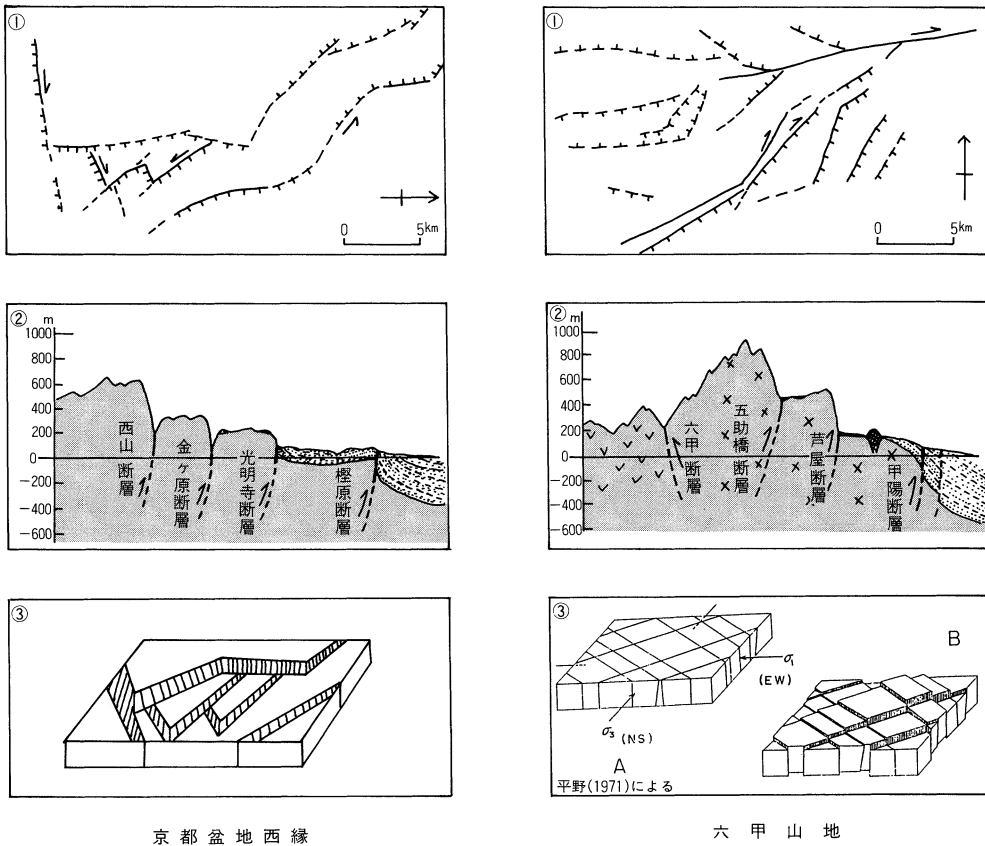 ①
0 5km
②
m
1000
800
600
400
200
0
-200
-400
-600
西山断層
金ヶ原断層
光明寺断層
樫原断層
③
京都盆地西縁
①
0 5km
②
m
1000
800
600
400
200
0
-200
-400
-600
六甲断層
五助橋断層
芦屋断層
甲陽断層
③
B
σ₁
(EW)
σ₃ (NS)
A
平野(1971)による
六甲山地